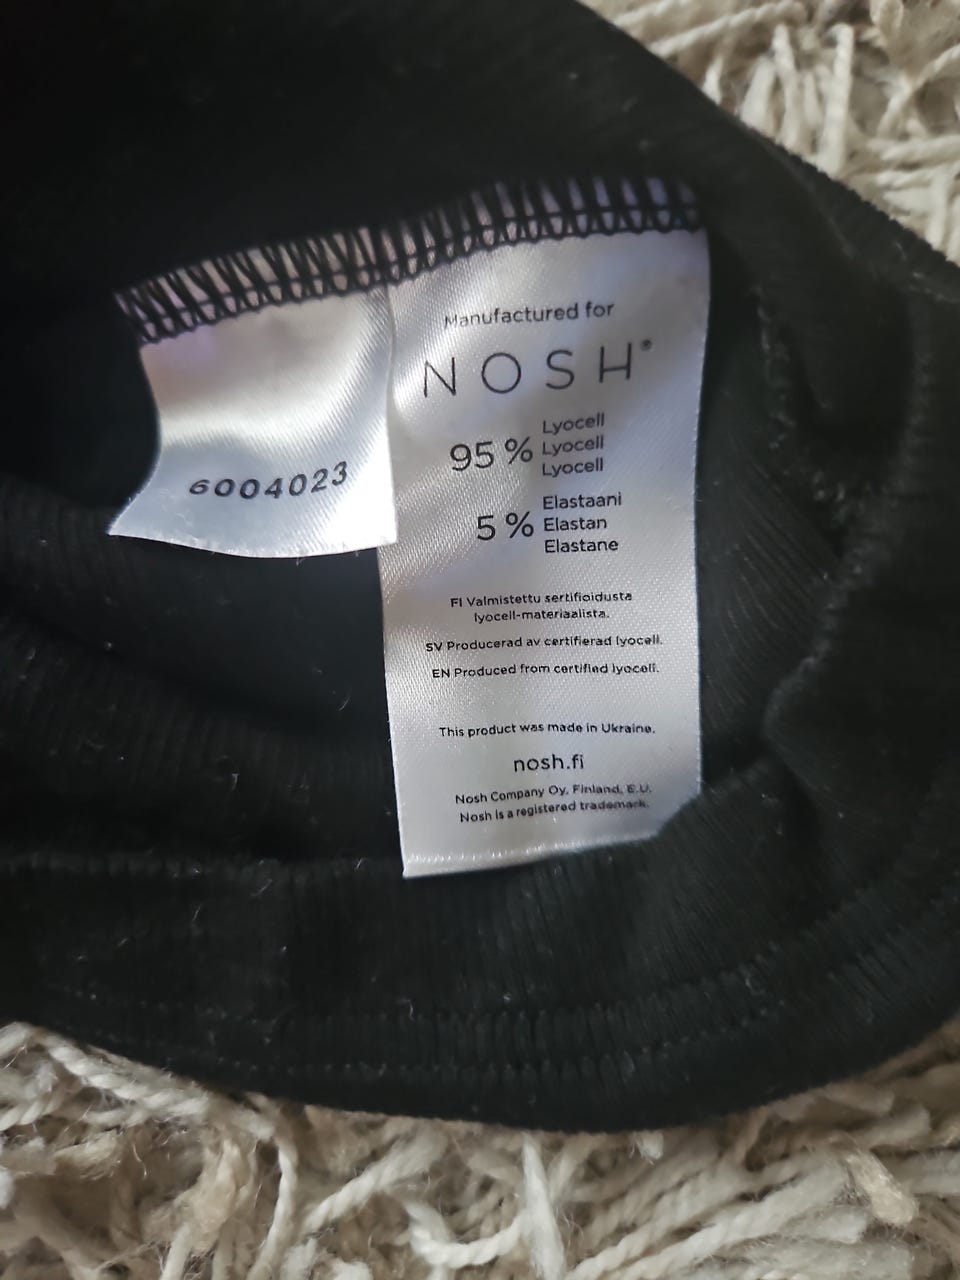 6004023
Manufactured for
NOSH®
95 % Lyocell
Lyocell
Lyocell
5 % Elastaani
Elastan
Elastane
FI Valmistettu sertifioidusta
lyocell-materiaalista.
SV Producerad av certifierad lyocell.
EN Produced from certified lyocell.
This product was made in Ukraine.
nosh.fi
Nosh Company Oy, Finland, E.U.
Nosh is a registered trademark.